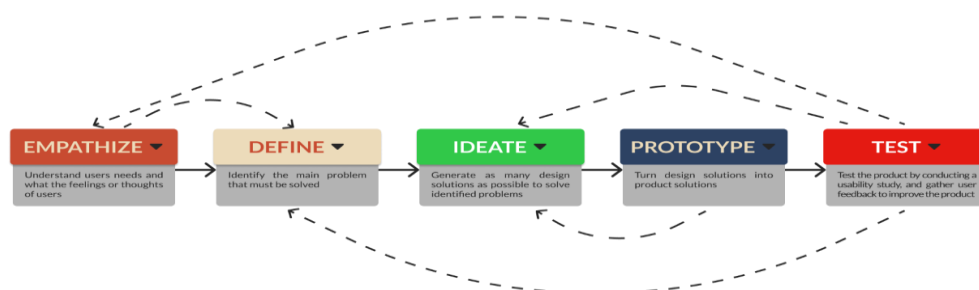 EMPATHIZE
Understand users needs and
what the feelings or thoughts
of users
DEFINE
Identify the main problem
that must be solved
IDEATE
Generate as many design
solutions as possible to solve
identified problems
PROTOTYPE
Turn design solutions into
product solutions
TEST
Test the product by conducting a
usability study, and gather user
feedback to improve the product